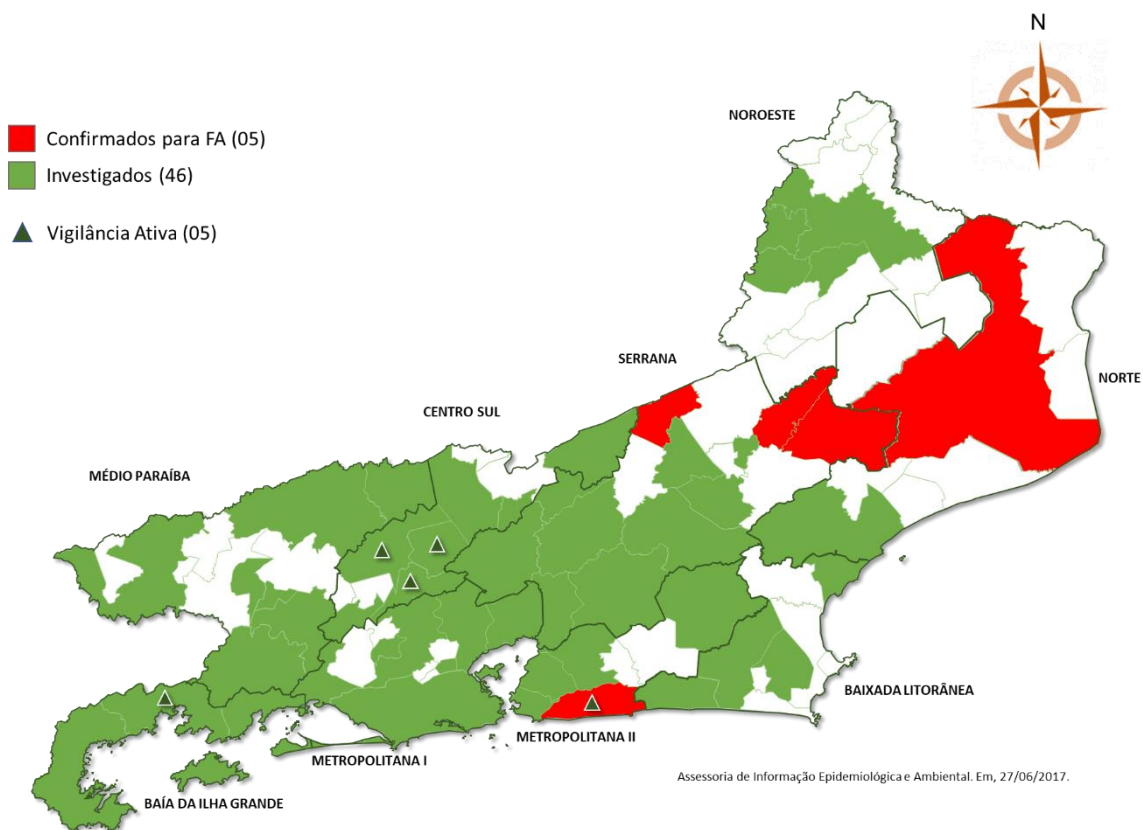 N
NOROESTE
Confirmados para FA (05)
Investigados (46)
Vigilância Ativa (05)
SERRANA
NORTE
CENTRO SUL
MÉDIO PARAÍBA
BAIXADA LITORÂNEA
METROPOLITANA II
METROPOLITANA I
Assessoria de Informação Epidemiológica e Ambiental. Em, 27/06/2017.
BAÍA DA ILHA GRANDE